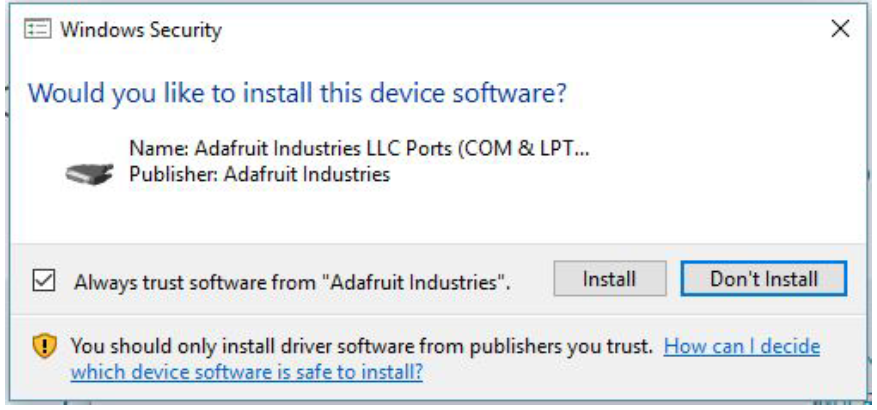 Windows Security
Would you like to install this device software?
Name: Adafruit Industries LLC Ports (COM & LPT...
Publisher: Adafruit Industries
Always trust software from "Adafruit Industries".
Install
Don't Install
You should only install driver software from publishers you trust. How can I decide
which device software is safe to install?